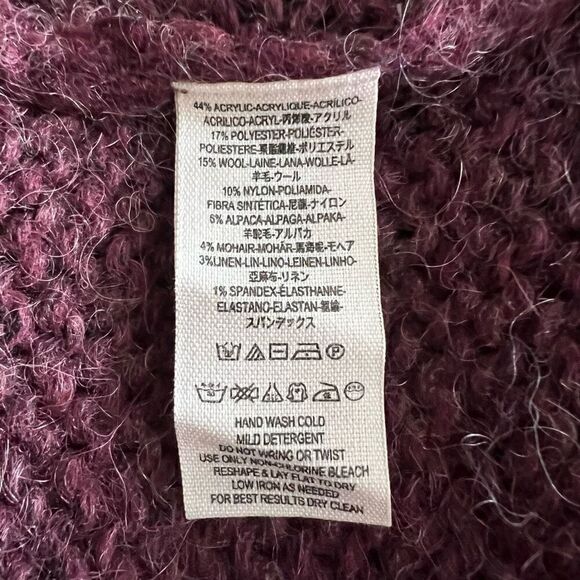 44% ACRYLIC-ACRYLIQUE-ACRÍLICO-
ACRILICO-ACRYL-丙烯酸-アクリル
17% POLYESTER-POLIÉSTER-
POLIESTERE-聚酯纖維-ポリエステル
15% WOOL-LAINE-LANA-WOLLE-LÃ-
羊毛-ウール
10% NYLON-POLIAMIDA-
FIBRA SINTÉTICA-尼龍-ナイロン
6% ALPACA-ALPAGA-ALPAKA-
羊駝毛-アルパカ
4% MOHAIR-MOHÄR-馬海呢-モヘア
3%LINEN-LIN-LINO-LEINEN-LINHO-
亞麻布-リネン
1% SPANDEX-ÉLASTHANNE-
ELASTANO-ELASTAN-
スパンデックス
HAND WASH COLD
MILD DETERGENT
DO NOT WRING OR TWIST
USE ONLY NON-CHLORINE BLEACH
RESHAPE & LAY FLAT TO DRY
LOW IRON AS NEEDED
FOR BEST RESULTS DRY CLEAN